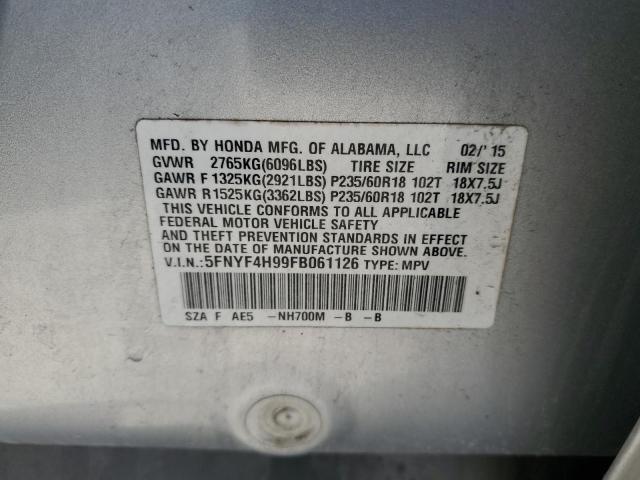 MFD. BY HONDA MFG. OF ALABAMA, LLC 02/'15
GVWR 2765KG(6096LBS) TIRE SIZE RIM SIZE
GAWR F 1325KG(2921LBS) P235/60R18 102T 18X7.5J
GAWR R1525KG(3362LBS) P235/60R18 102T 18X7.5J
THIS VEHICLE CONFORMS TO ALL APPLICABLE
FEDERAL MOTOR VEHICLE SAFETY
AND THEFT PREVENTION STANDARDS IN EFFECT
ON THE DATE OF MANUFACTURE SHOWN ABOVE.
V.I.N.:5FNYF4H99FB061126 TYPE: MPV
SZA F AE5 -NH700M -B -B